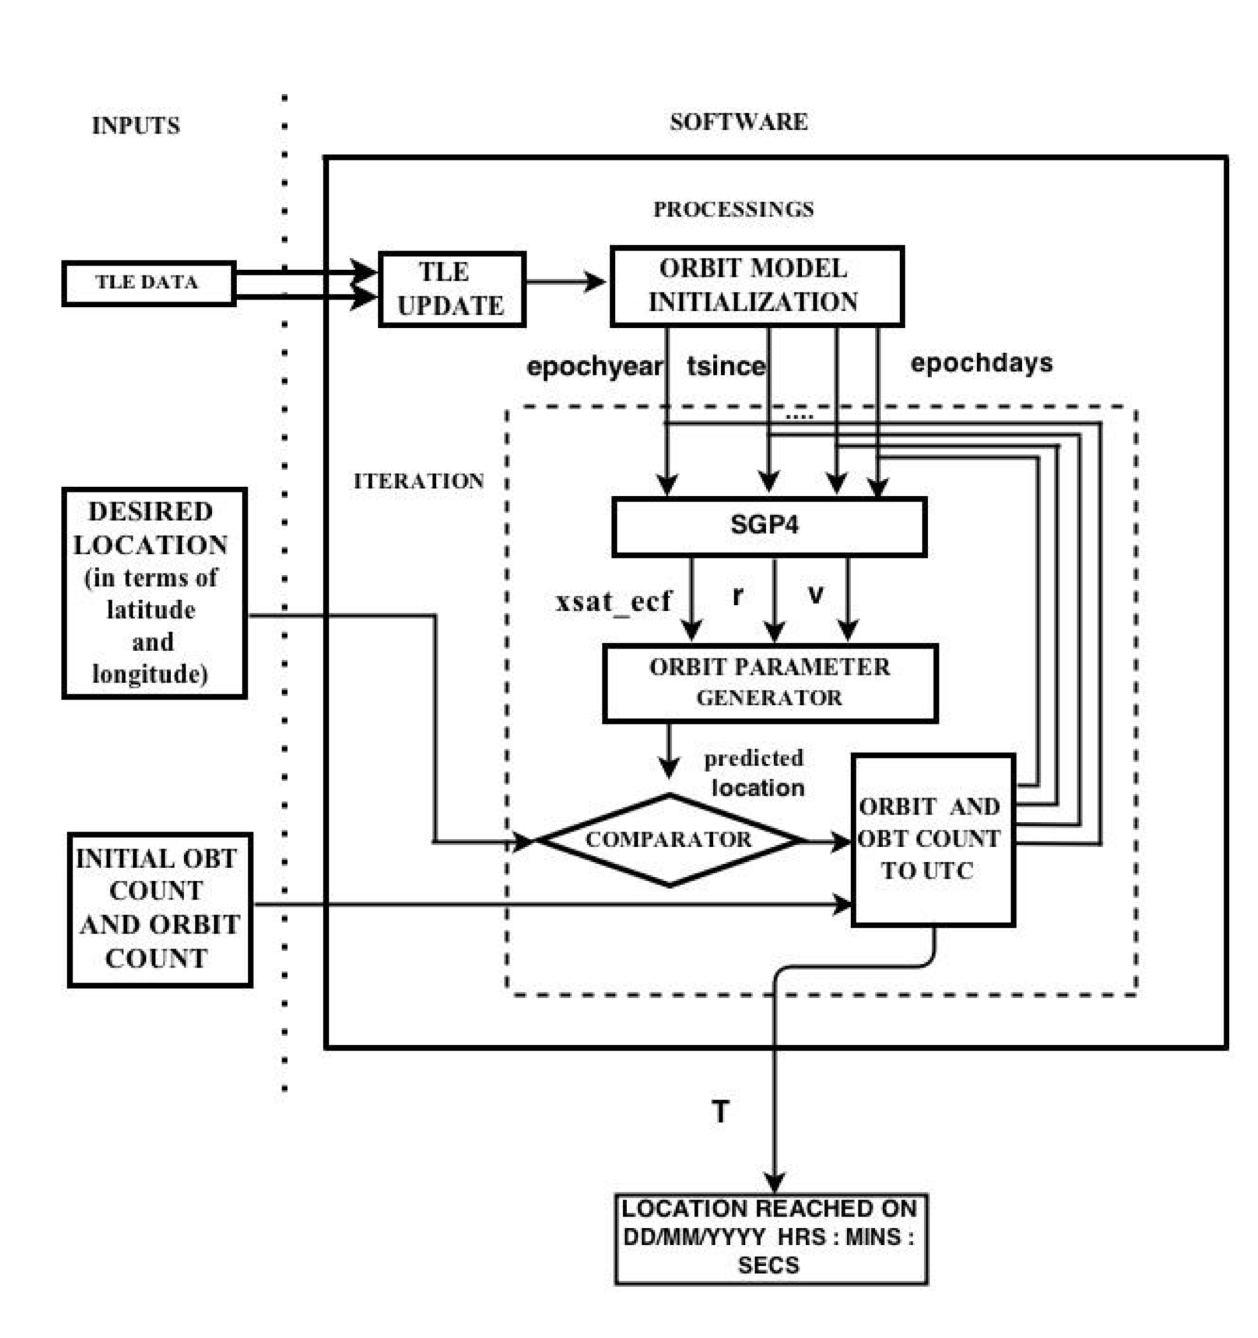 INPUTS
SOFTWARE
PROCESSINGS
TLE DATA
TLE
UPDATE
ORBIT MODEL
INITIALIZATION
epochyear
tsince
epochdays
....
ITERATION
DESIRED
LOCATION
(in terms of
latitude
and
longitude)
SGP4
xsat_ecf
r
v
ORBIT PARAMETER
GENERATOR
predicted
location
COMPARATOR
ORBIT AND
OBT COUNT
TO UTC
INITIAL OBT
COUNT
AND ORBIT
COUNT
T
LOCATION REACHED ON
DD/MM/YYYY HRS : MINS :
SECS